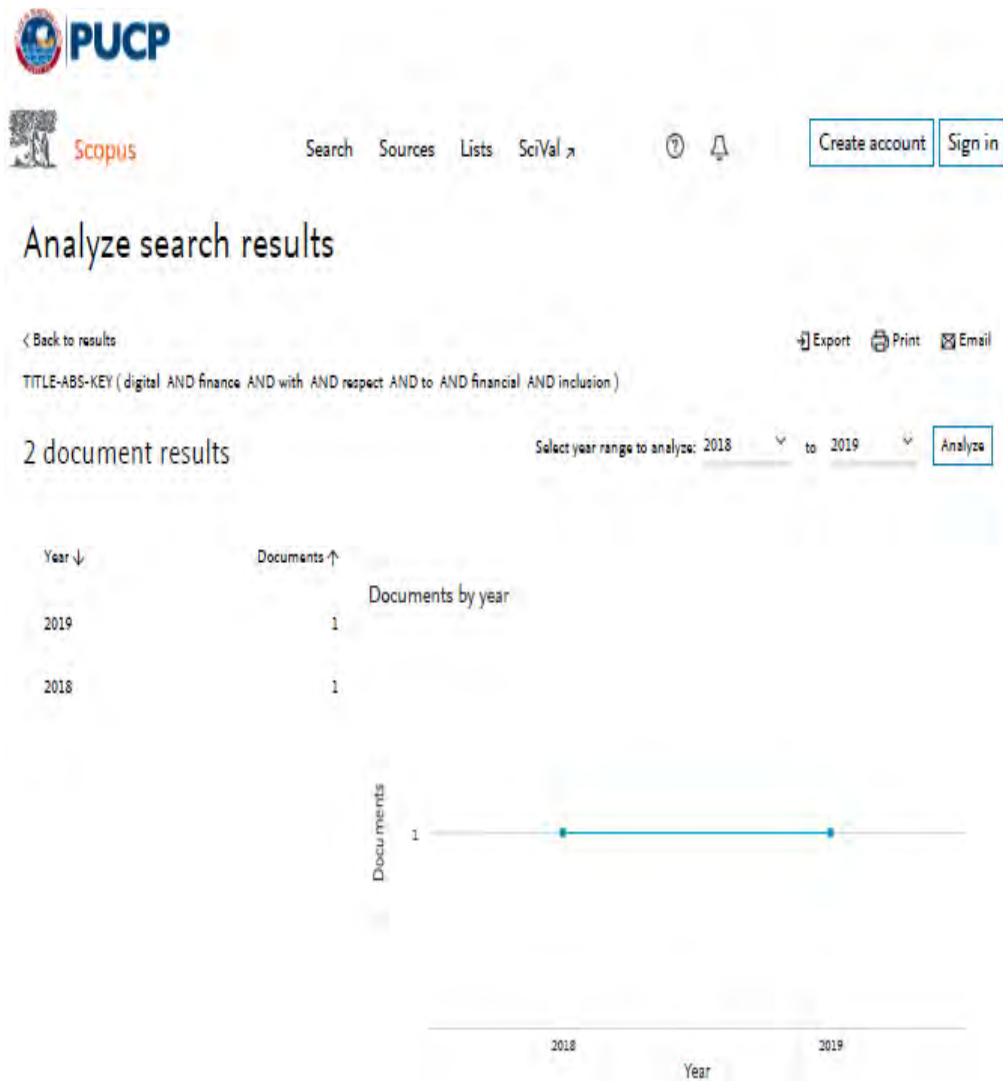 PUCP
Scopus Search Sources Lists SciVal ↗ Create account Sign in
Analyze search results
< Back to results Export Print Email
TITLE-ABS-KEY ( digital AND finance AND with AND respect AND to AND financial AND inclusion )
2 document results Select year range to analyze: 2018 to 2019 Analyze
Year ↓ Documents ↑
Documents by year
2019 1
2018 1
Documents
1
2018 2019
Year